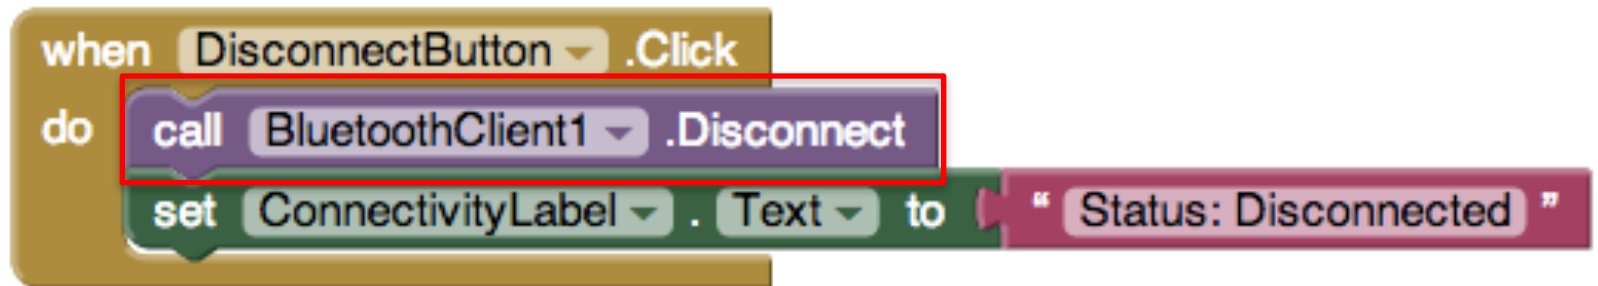 when DisconnectButton .Click
do call BluetoothClient1 .Disconnect
set ConnectivityLabel . Text to “ Status: Disconnected ”